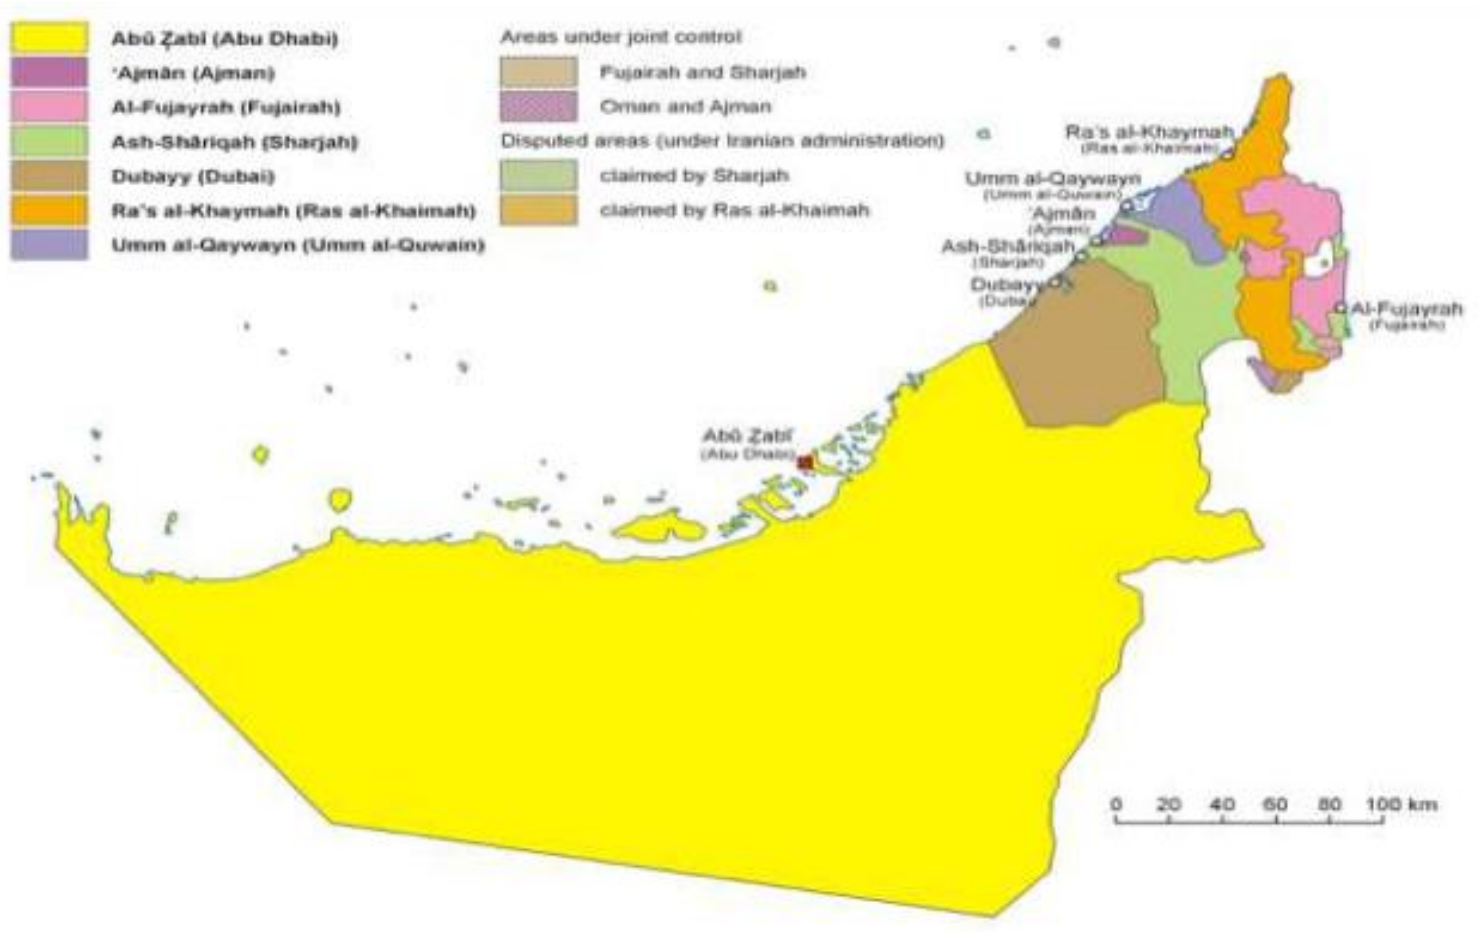 Abū Ẓabī (Abu Dhabi)
‘Ajmān (Ajman)
Al-Fujayrah (Fujairah)
Ash-Shāriqah (Sharjah)
Dubayy (Dubai)
Ra’s al-Khaymah (Ras al-Khaimah)
Umm al-Qaywayn (Umm al-Quwain)
Areas under joint control
Fujairah and Sharjah
Oman and Ajman
Disputed areas (under Iranian administration)
claimed by Sharjah
claimed by Ras al-Khaimah
Ra’s al-Khaymah
(Ras al-Khaimah)
Umm al-Qaywayn
(Umm al-Quwain)
‘Ajmān
(Ajman)
Ash-Shāriqah
(Sharjah)
Dubayy
(Dubai
Al-Fujayrah
(Fujairah)
Abū Ẓabī
(Abu Dhabi)
0 20 40 60 80 100 km